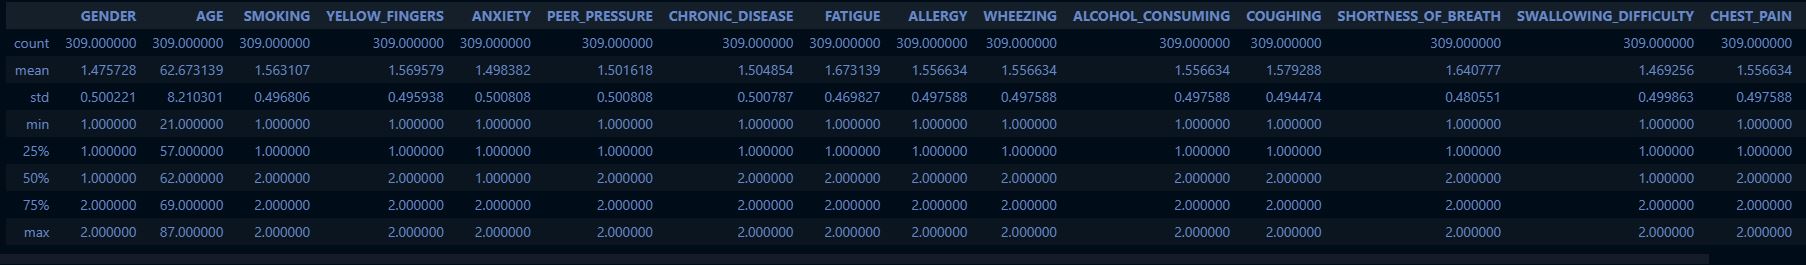 GENDER AGE SMOKING YELLOW_FINGERS ANXIETY PEER_PRESSURE CHRONIC_DISEASE FATIGUE ALLERGY WHEEZING ALCOHOL_CONSUMING COUGHING SHORTNESS_OF_BREATH SWALLOWING_DIFFICULTY CHEST_PAIN
count 309.000000 309.000000 309.000000 309.000000 309.000000 309.000000 309.000000 309.000000 309.000000 309.000000 309.000000 309.000000 309.000000 309.000000 309.000000
mean 1.475728 62.673139 1.563107 1.569579 1.498382 1.501618 1.504854 1.673139 1.556634 1.556634 1.556634 1.579288 1.640777 1.469256 1.556634
std 0.500221 8.210301 0.496806 0.495938 0.500808 0.500808 0.500787 0.469827 0.497588 0.497588 0.497588 0.494474 0.480551 0.499863 0.497588
min 1.000000 21.000000 1.000000 1.000000 1.000000 1.000000 1.000000 1.000000 1.000000 1.000000 1.000000 1.000000 1.000000 1.000000 1.000000
25% 1.000000 57.000000 1.000000 1.000000 1.000000 1.000000 1.000000 1.000000 1.000000 1.000000 1.000000 1.000000 1.000000 1.000000 1.000000
50% 1.000000 62.000000 2.000000 2.000000 1.000000 2.000000 2.000000 2.000000 2.000000 2.000000 2.000000 2.000000 2.000000 1.000000 2.000000
75% 2.000000 69.000000 2.000000 2.000000 2.000000 2.000000 2.000000 2.000000 2.000000 2.000000 2.000000 2.000000 2.000000 2.000000 2.000000
max 2.000000 87.000000 2.000000 2.000000 2.000000 2.000000 2.000000 2.000000 2.000000 2.000000 2.000000 2.000000 2.000000 2.000000 2.000000